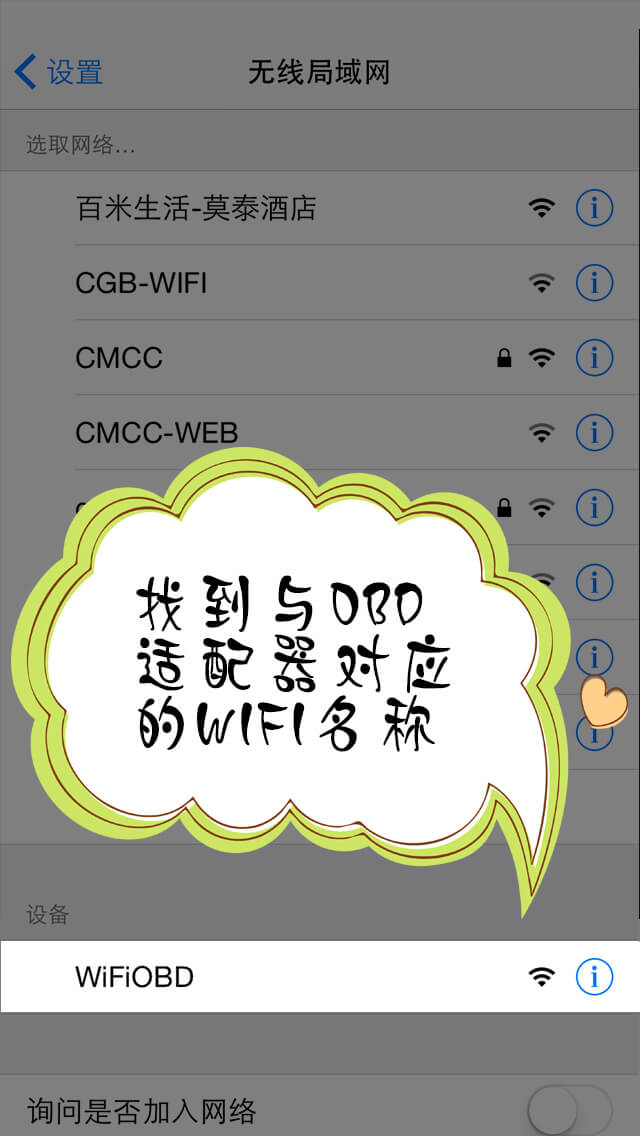 设置
无线局域网
选取网络...
百米生活-莫泰酒店
CGB-WIFI
CMCC
CMCC-WEB
找到与OBD
适配器对应
的WIFI名称
设备
WiFiOBD
询问是否加入网络